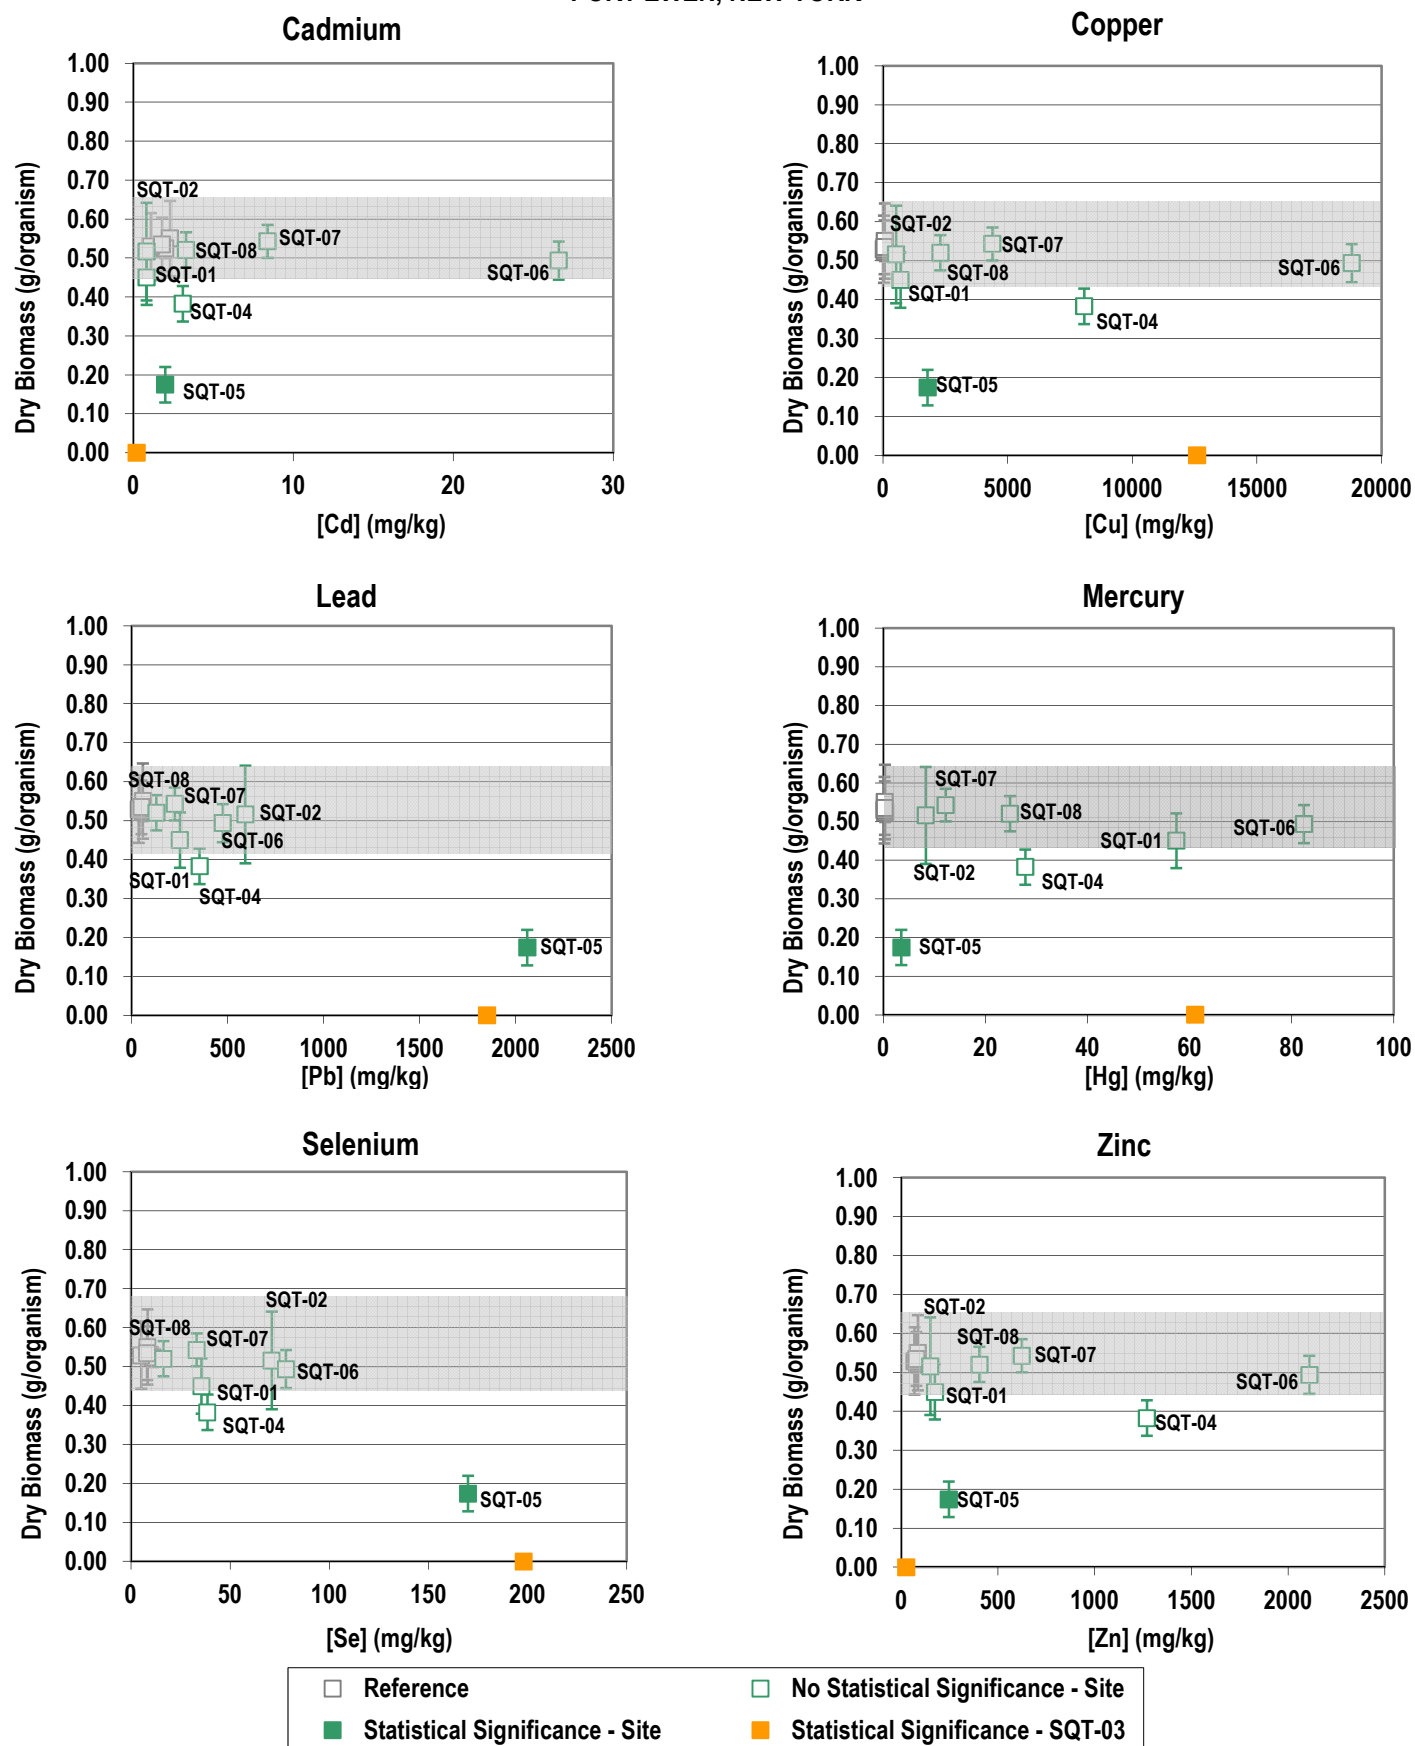 Cadmium
1.00
0.90
0.80
0.70
0.60
0.50
0.40
0.30
0.20
0.10
0.00
Dry Biomass (g/organism)
SQT-02
SQT-08
SQT-07
SQT-06
SQT-01
SQT-04
SQT-05
0 10 20 30
[Cd] (mg/kg)
Copper
1.00
0.90
0.80
0.70
0.60
0.50
0.40
0.30
0.20
0.10
0.00
Dry Biomass (g/organism)
SQT-02
SQT-07
SQT-08
SQT-06
SQT-01
SQT-04
SQT-05
0 5000 10000 15000 20000
[Cu] (mg/kg)
Lead
1.00
0.90
0.80
0.70
0.60
0.50
0.40
0.30
0.20
0.10
0.00
Dry Biomass (g/organism)
SQT-08
SQT-07
SQT-02
SQT-06
SQT-01
SQT-04
SQT-05
0 500 1000 1500 2000 2500
[Pb] (mg/kg)
Mercury
1.00
0.90
0.80
0.70
0.60
0.50
0.40
0.30
0.20
0.10
0.00
Dry Biomass (g/organism)
SQT-07
SQT-08
SQT-06
SQT-01
SQT-02
SQT-04
SQT-05
0 20 40 60 80 100
[Hg] (mg/kg)
Selenium
1.00
0.90
0.80
0.70
0.60
0.50
0.40
0.30
0.20
0.10
0.00
Dry Biomass (g/organism)
SQT-02
SQT-08
SQT-07
SQT-06
SQT-01
SQT-04
SQT-05
0 50 100 150 200 250
[Se] (mg/kg)
Zinc
1.00
0.90
0.80
0.70
0.60
0.50
0.40
0.30
0.20
0.10
0.00
Dry Biomass (g/organism)
SQT-02
SQT-08
SQT-07
SQT-06
SQT-01
SQT-04
SQT-05
0 500 1000 1500 2000 2500
[Zn] (mg/kg)
Reference
No Statistical Significance - Site
Statistical Significance - Site
Statistical Significance - SQT-03